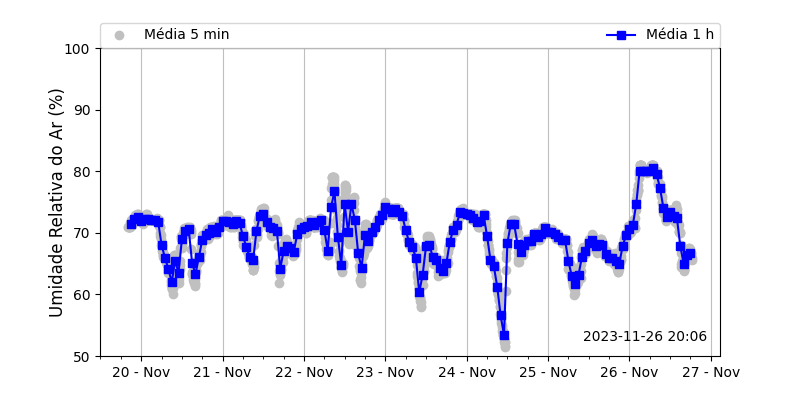 Média 5 min
Média 1 h
Umidade Relativa do Ar (%)
100
90
80
70
60
50
2023-11-26 20:06
20 - Nov
21 - Nov
22 - Nov
23 - Nov
24 - Nov
25 - Nov
26 - Nov
27 - Nov